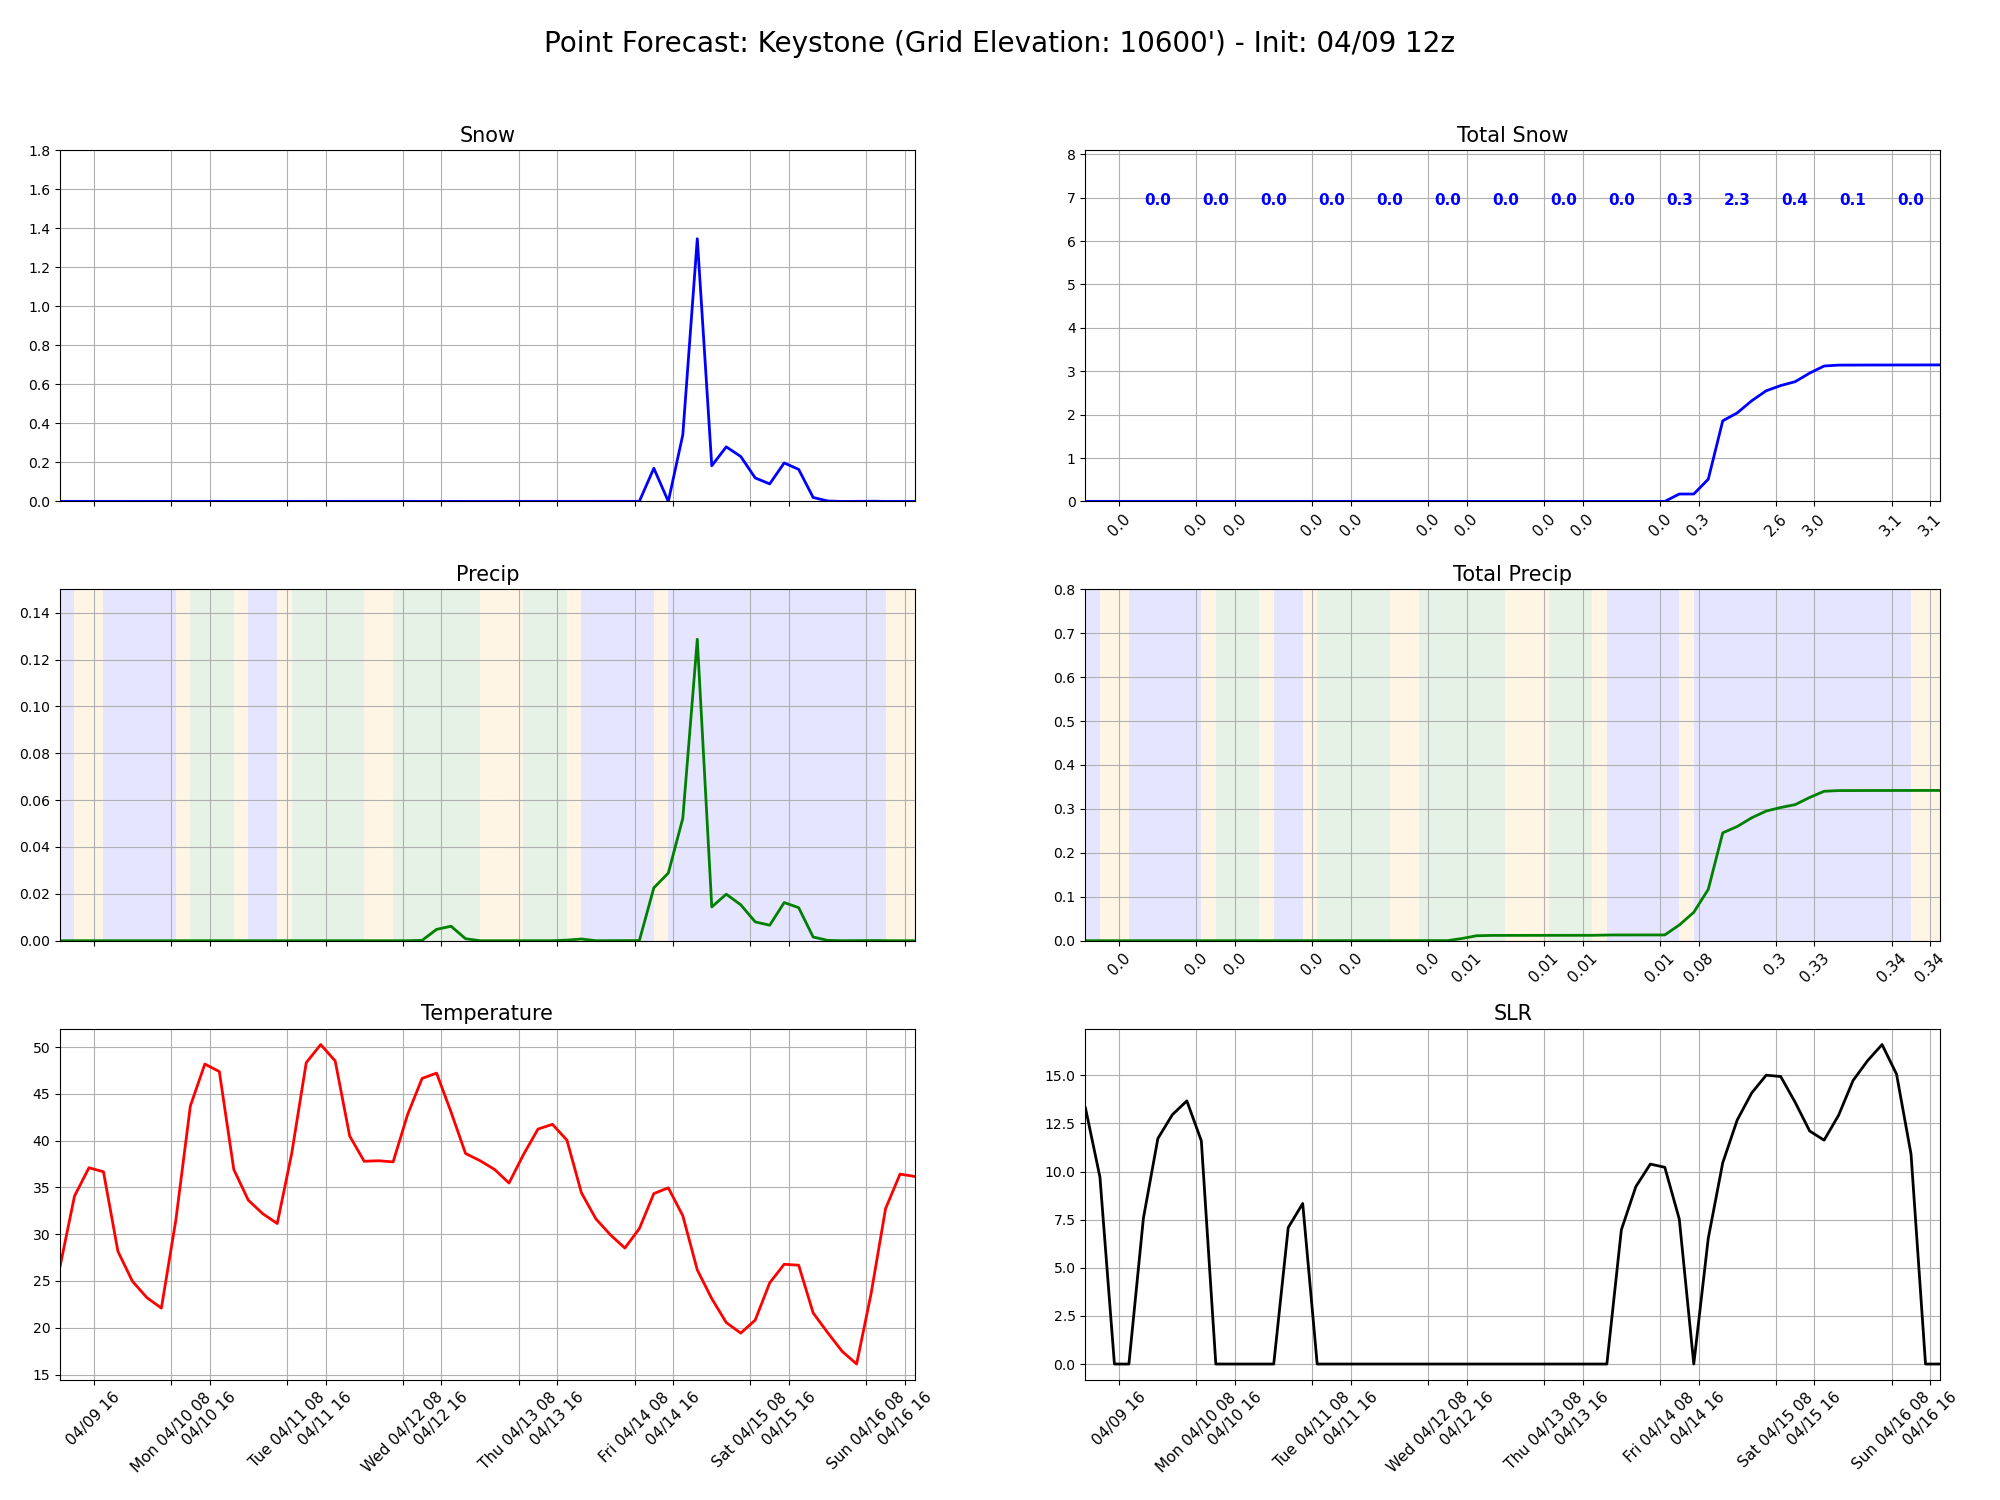 Point Forecast: Keystone (Grid Elevation: 10600') - Init: 04/09 12z
Snow
1.8
1.6
1.4
1.2
1.0
0.8
0.6
0.4
0.2
0.0
Total Snow
8
7
6
5
4
3
2
1
0
0.0 0.0 0.0 0.0 0.0 0.0 0.0 0.0 0.0 0.3 2.3 0.4 0.1 0.0
0.0 0.0 0.0 0.0 0.0 0.0 0.0 0.0 0.0 0.0 0.3 2.6 3.0 3.1 3.1
Precip
0.14
0.12
0.10
0.08
0.06
0.04
0.02
0.00
Total Precip
0.8
0.7
0.6
0.5
0.4
0.3
0.2
0.1
0.0
0.0 0.0 0.0 0.0 0.0 0.0 0.01 0.01 0.01 0.01 0.08 0.3 0.33 0.34 0.34
Temperature
50
45
40
35
30
25
20
15
04/09 16
Mon 04/10 08
04/10 16
Tue 04/11 08
04/11 16
Wed 04/12 08
04/12 16
Thu 04/13 08
04/13 16
Fri 04/14 08
04/14 16
Sat 04/15 08
04/15 16
Sun 04/16 08
04/16 16
SLR
15.0
12.5
10.0
7.5
5.0
2.5
0.0
04/09 16
Mon 04/10 08
04/10 16
Tue 04/11 08
04/11 16
Wed 04/12 08
04/12 16
Thu 04/13 08
04/13 16
Fri 04/14 08
04/14 16
Sat 04/15 08
04/15 16
Sun 04/16 08
04/16 16